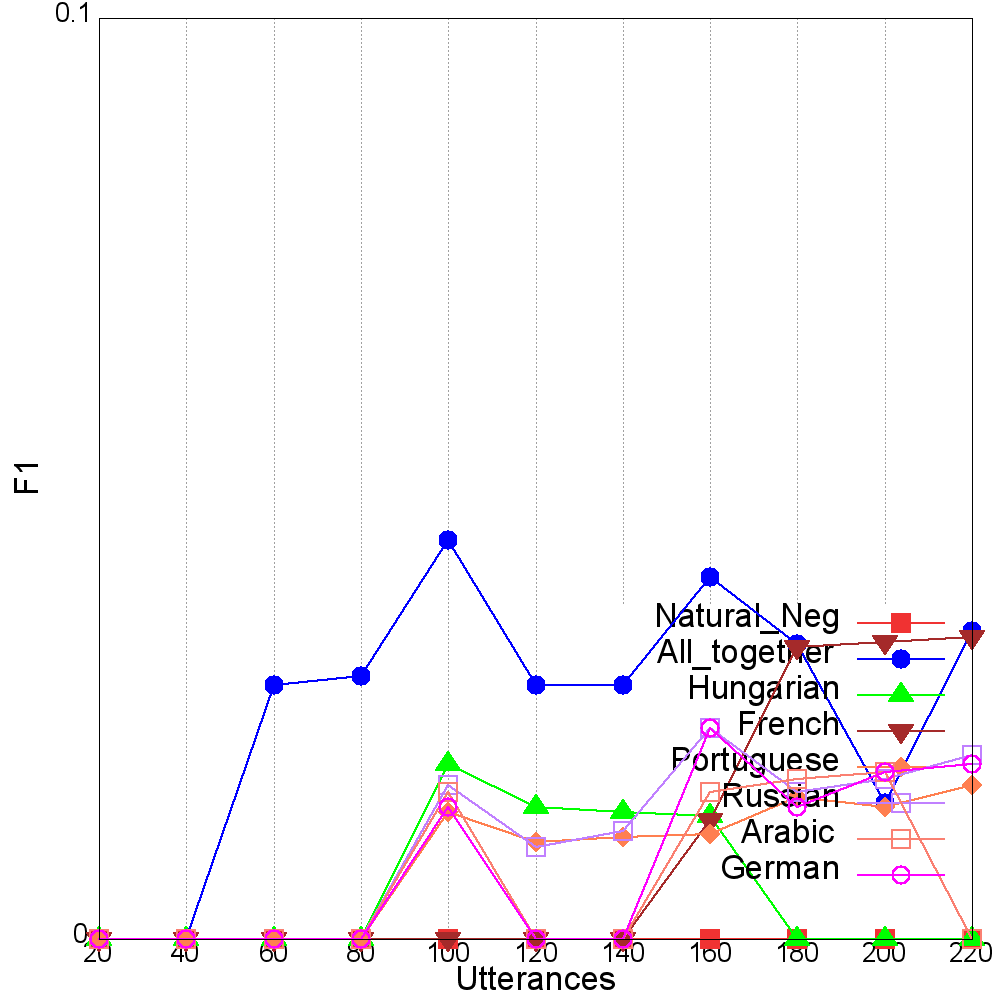 0.1
F1
Natural_Neg
All_together
Hungarian
French
Portuguese
Russian
Arabic
German
0
20 40 60 80 100 120 140 160 180 200 220
Utterances